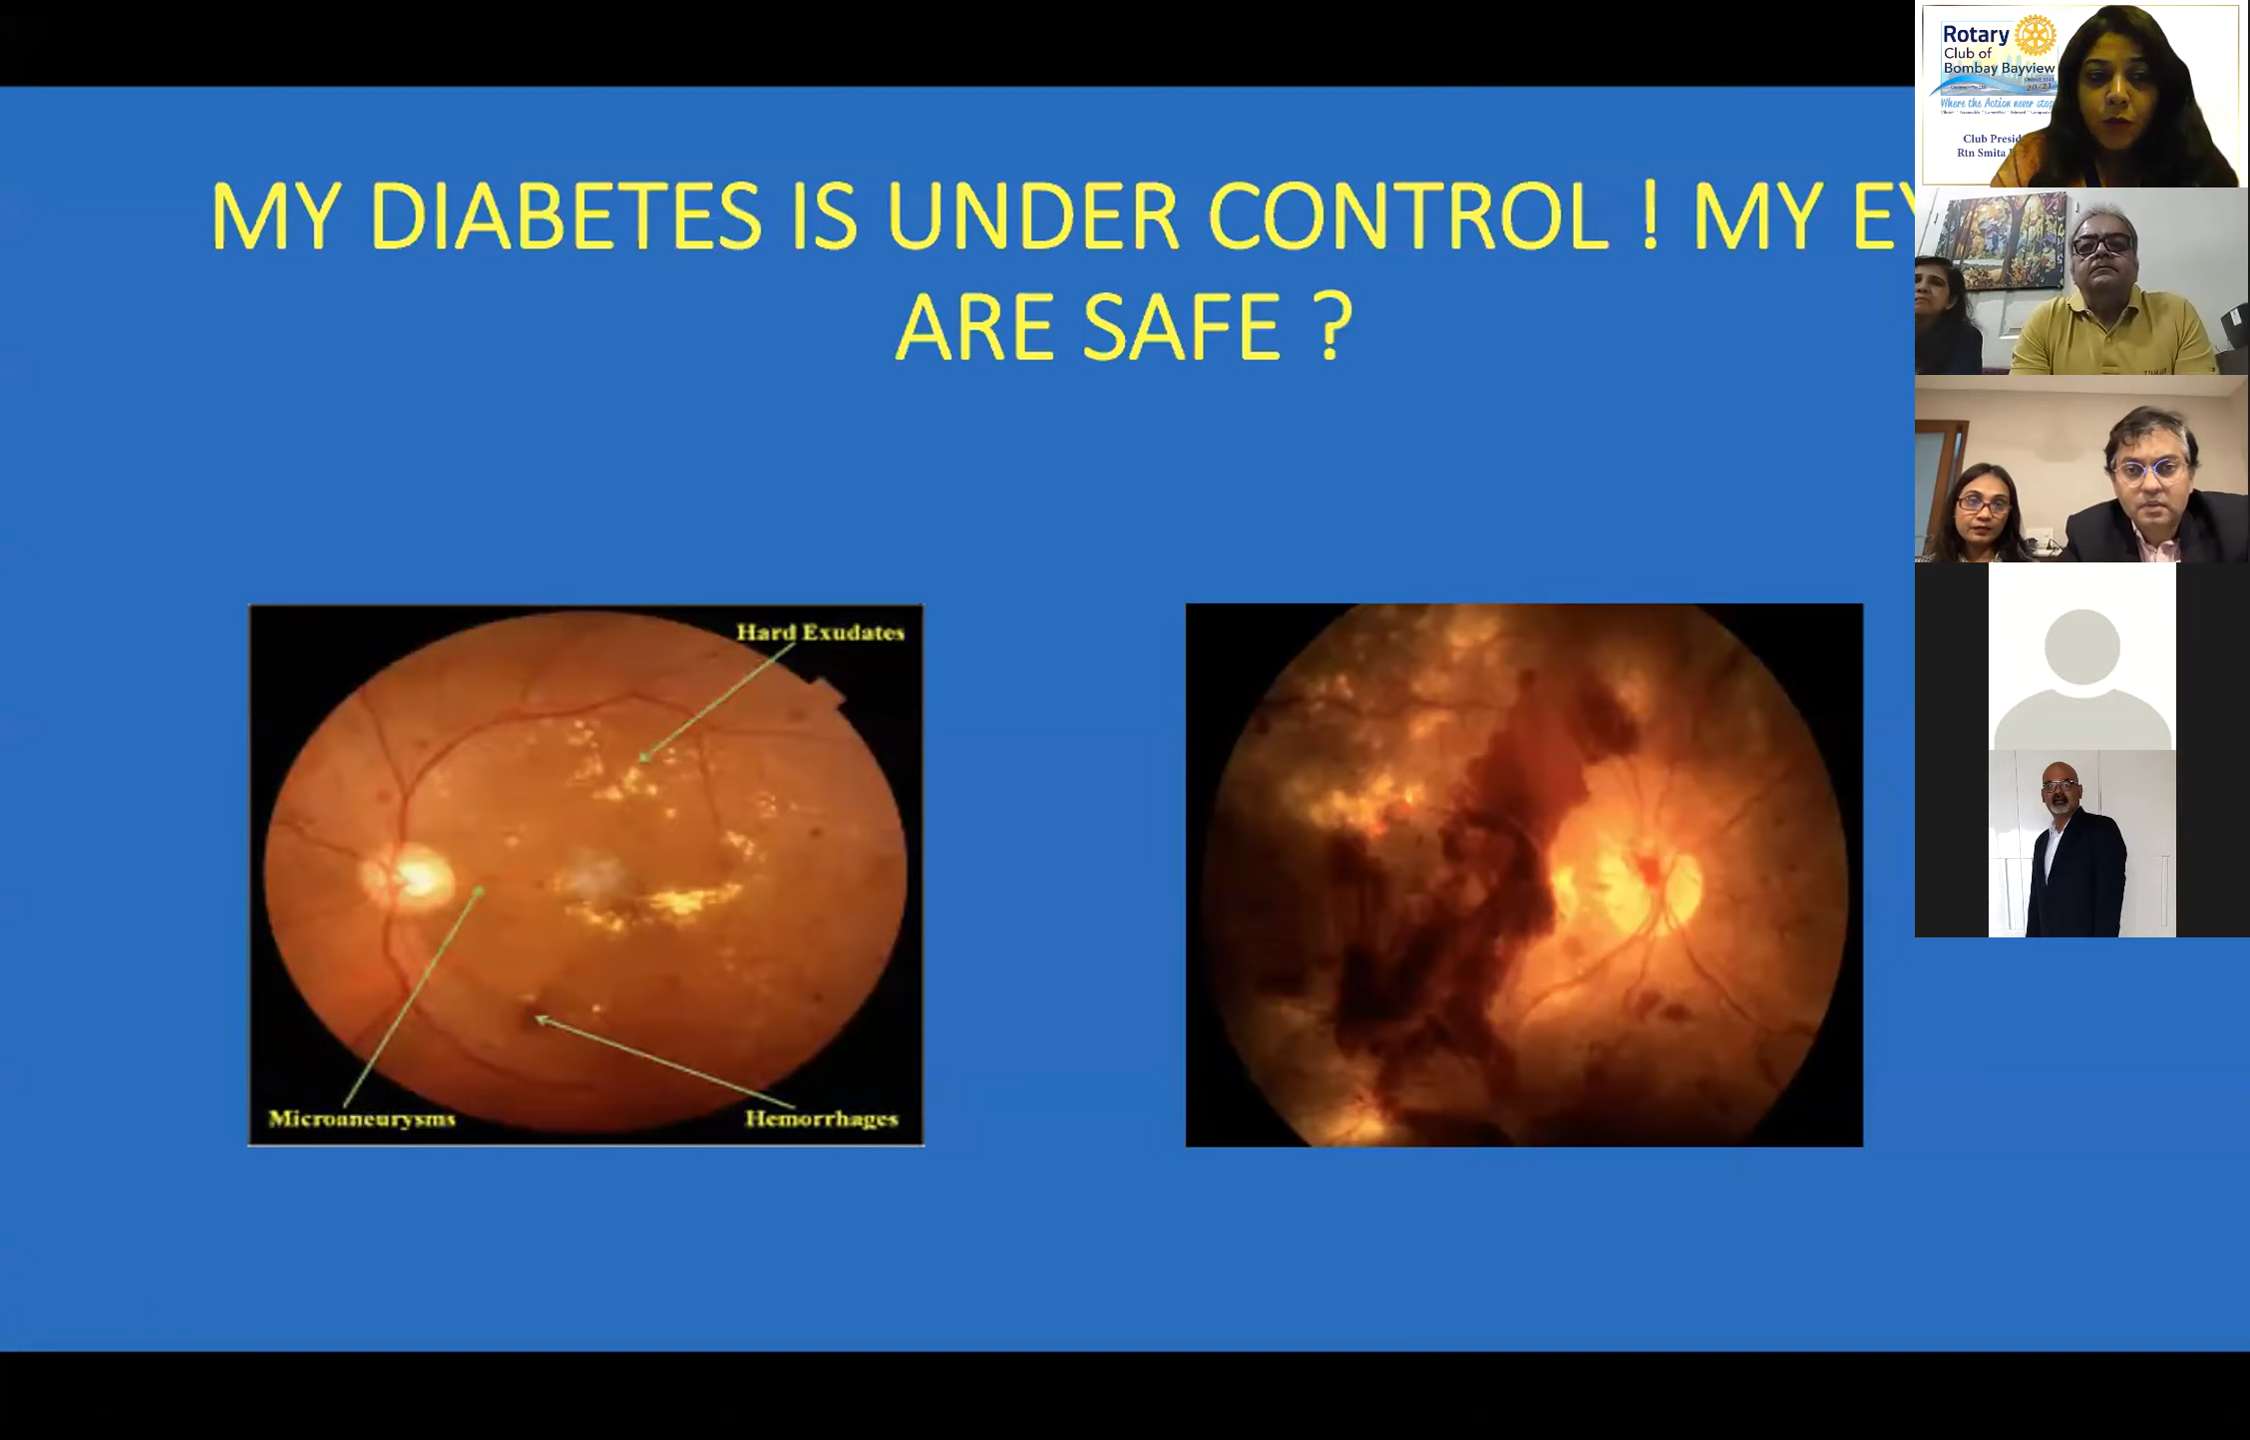 MY DIABETES IS UNDER CONTROL ! MY EY
ARE SAFE ?
Hard Exudates
Microaneurysms
Hemorrhages
Rotary
Club of
Bombay Bayview
Where the Action never stop
Club Presid
Rtn Smita